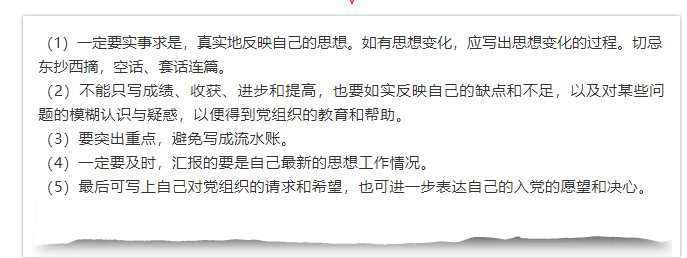 （1）一定要实事求是，真实地反映自己的思想。如有思想变化，应写出思想变化的过程。切忌
东抄西摘，空话、套话连篇。
（2）不能只写成绩、收获、进步和提高，也要如实反映自己的缺点和不足，以及对某些问
题的模糊认识与疑惑，以便得到党组织的教育和帮助。
（3）要突出重点，避免写成流水账。
（4）一定要及时，汇报的要是自己最新的思想工作情况。
（5）最后可写上自己对党组织的请求和希望，也可进一步表达自己的入党的愿望和决心。